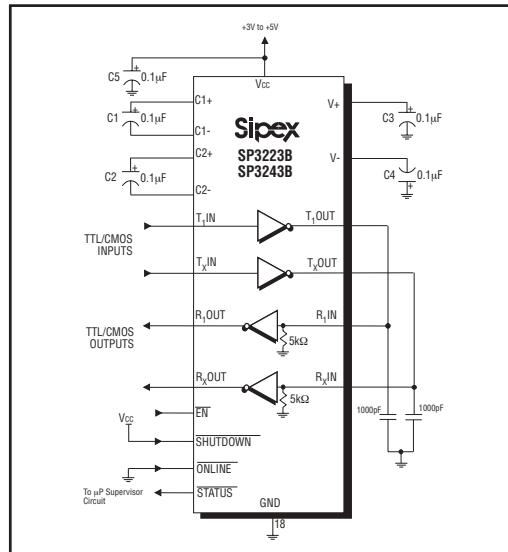 +3V to +5V
C5
+
0.1µF
VCC
C1
+
0.1µF
C1+
C1-
C2
+
0.1µF
C2+
C2-
Sipex
SP3223B
SP3243B
V+
C3
+
0.1µF
V-
C4
+
0.1µF
TTL/CMOS
INPUTS
T1IN
T1OUT
TXIN
TXOUT
TTL/CMOS
OUTPUTS
R1OUT
R1IN
5kΩ
RXOUT
RXIN
5kΩ
1000pF
1000pF
EN
VCC
SHUTDOWN
ONLINE
To µP Supervisor
Circuit
STATUS
GND
18